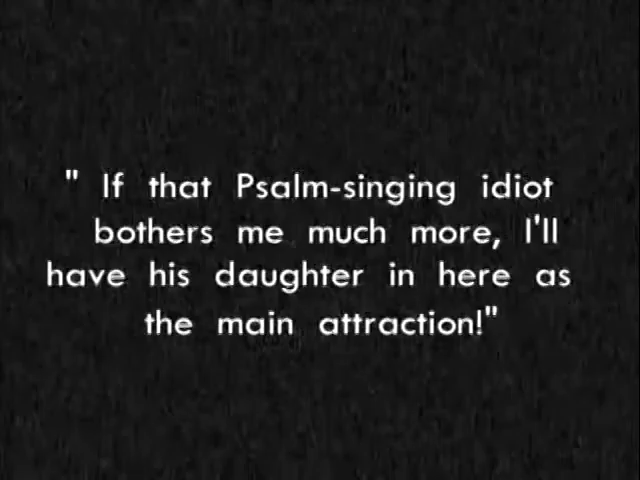 " If that Psalm-singing idiot
bothers me much more, I'll
have his daughter in here as
the main attraction!"